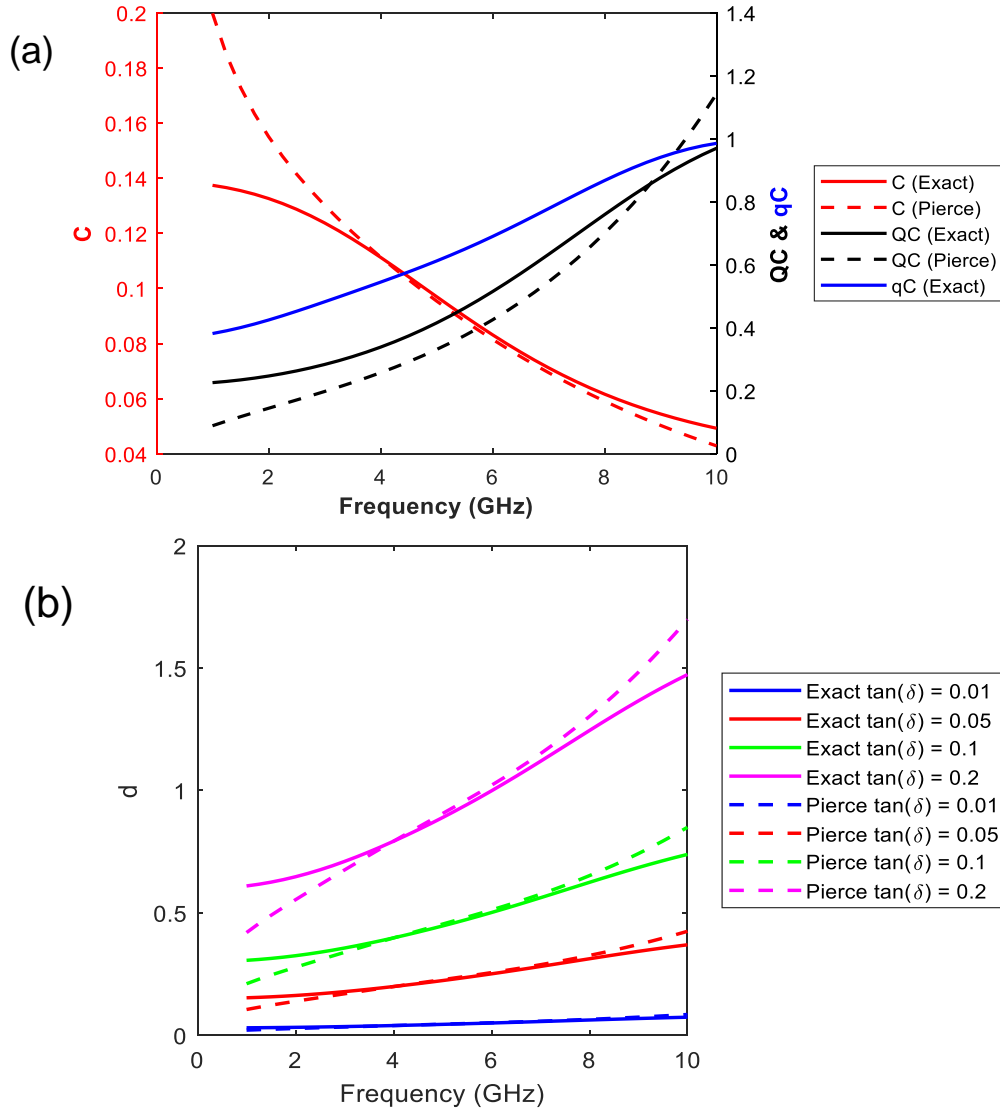 (a)
0.2
0.18
0.16
0.14
0.12
0.1
0.08
0.06
0.04
C
1.4
1.2
1
0.8
0.6
0.4
0.2
0
QC & qC
0 2 4 6 8 10
Frequency (GHz)
C (Exact)
C (Pierce)
QC (Exact)
QC (Pierce)
qC (Exact)
(b)
2
1.5
1
0.5
0
d
0 2 4 6 8 10
Frequency (GHz)
Exact tan(δ) = 0.01
Exact tan(δ) = 0.05
Exact tan(δ) = 0.1
Exact tan(δ) = 0.2
Pierce tan(δ) = 0.01
Pierce tan(δ) = 0.05
Pierce tan(δ) = 0.1
Pierce tan(δ) = 0.2